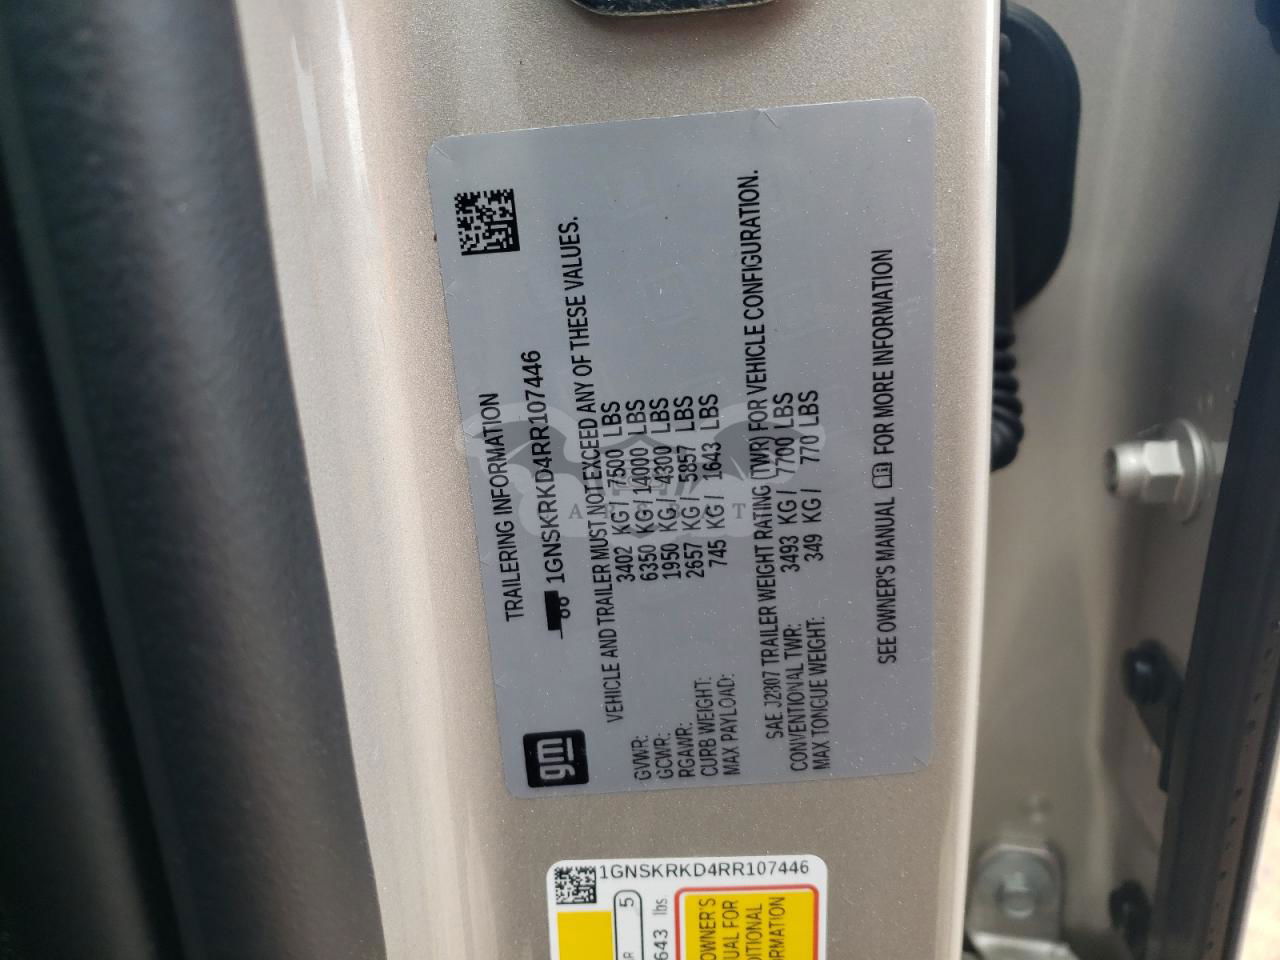 TRAILERING INFORMATION
1GNSKRKD4RR107446
VEHICLE AND TRAILER MUST NOT EXCEED ANY OF THESE VALUES.
gm
GVWR: 3402 KG / 7500 LBS
GCWR: 6350 KG / 14000 LBS
RGAWR: 1950 KG / 4300 LBS
CURB WEIGHT: 2657 KG / 5857 LBS
MAX PAYLOAD: 745 KG / 1643 LBS
SAE J2807 TRAILER WEIGHT RATING (TWR) FOR VEHICLE CONFIGURATION.
CONVENTIONAL TWR: 3493 KG / 7700 LBS
MAX TONGUE WEIGHT: 349 KG / 770 LBS
SEE OWNER'S MANUAL FOR MORE INFORMATION
1GNSKRKD4RR107446
5
643 lbs
OWNER'S
UAL FOR
ITIONAL
RMATION